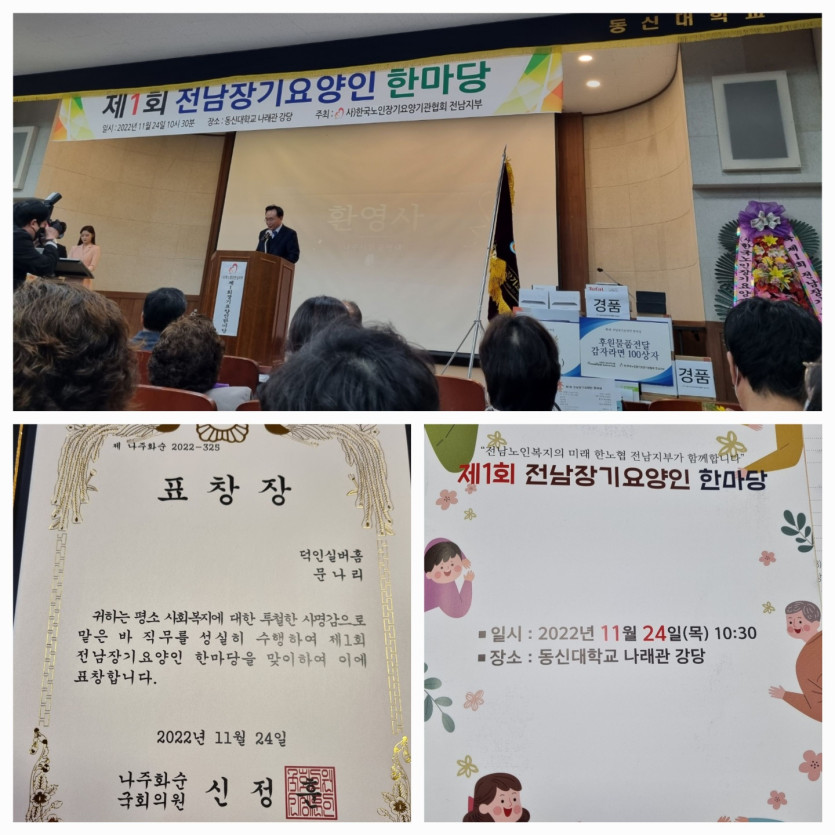 동신대학교
제1회 전남장기요양인 한마당
일시 : 2022년 11월 24일 10시 30분 장소 : 동신대학교 나래관 강당 주최 : 사)한국노인장기요양기관협회 전남지부
환영사
제1회 전남장기요양인 한마당
경품
후원물품전달
감자라면 100상자
경품
제 나주화순 2022-325
표창장
덕인실버홈
문나리
귀하는 평소 사회복지에 대한 투철한 사명감으로
맡은 바 직무를 성실히 수행하여 제1회
전남장기요양인 한마당을 맞이하여 이에
표창합니다.
2022년 11월 24일
나주화순
국회의원 신정훈
"전남노인복지의 미래 한노협 전남지부가 함께합니다"
제1회 전남장기요양인 한마당
■ 일시 : 2022년 11월 24일(목) 10:30
■ 장소 : 동신대학교 나래관 강당